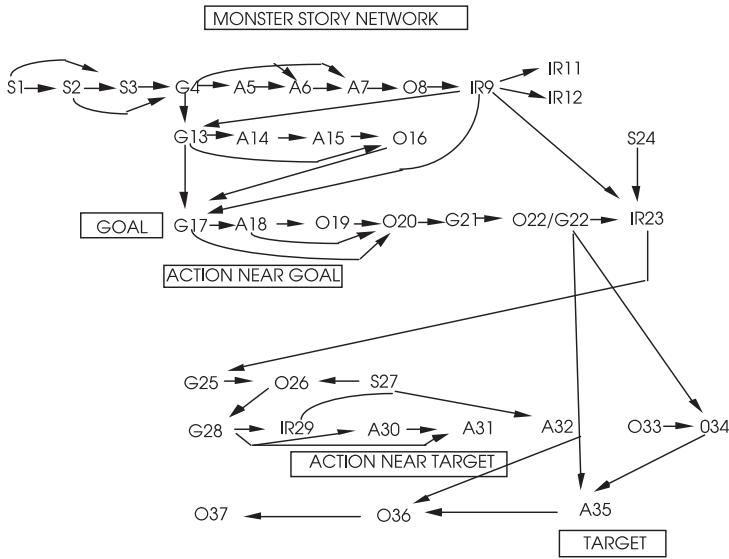 MONSTER STORY NETWORK
S1 S2 S3 G4 A5 A6 A7 O8 IR9 IR11
IR12
G13 A14 A15 O16 S24
GOAL G17 A18 O19 O20 G21 O22/G22 IR23
ACTION NEAR GOAL
G25 O26 S27
G28 IR29 A30 A31 A32 O33 034
ACTION NEAR TARGET
O37 O36 A35
TARGET